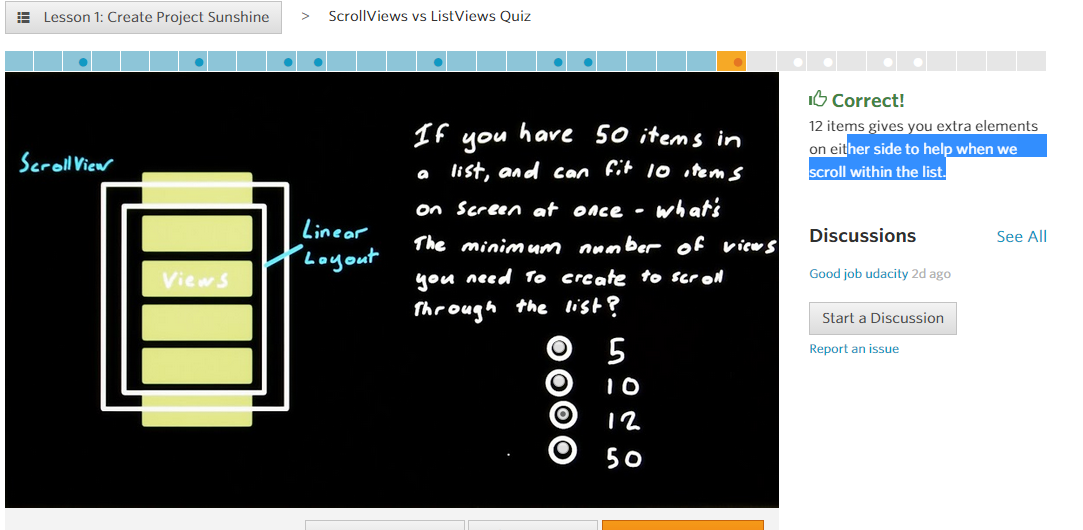 Lesson 1: Create Project Sunshine > ScrollViews vs ListViews Quiz
ScrollView
Linear
Layout
Views
If you have 50 items in
a list, and can fit 10 items
on screen at once - what's
The minimum number of views
you need to create to scroll
Through the list?
5
10
12
50
Correct!
12 items gives you extra elements
on either side to help when we
scroll within the list.
Discussions See All
Good job udacity 2d ago
Start a Discussion
Report an issue